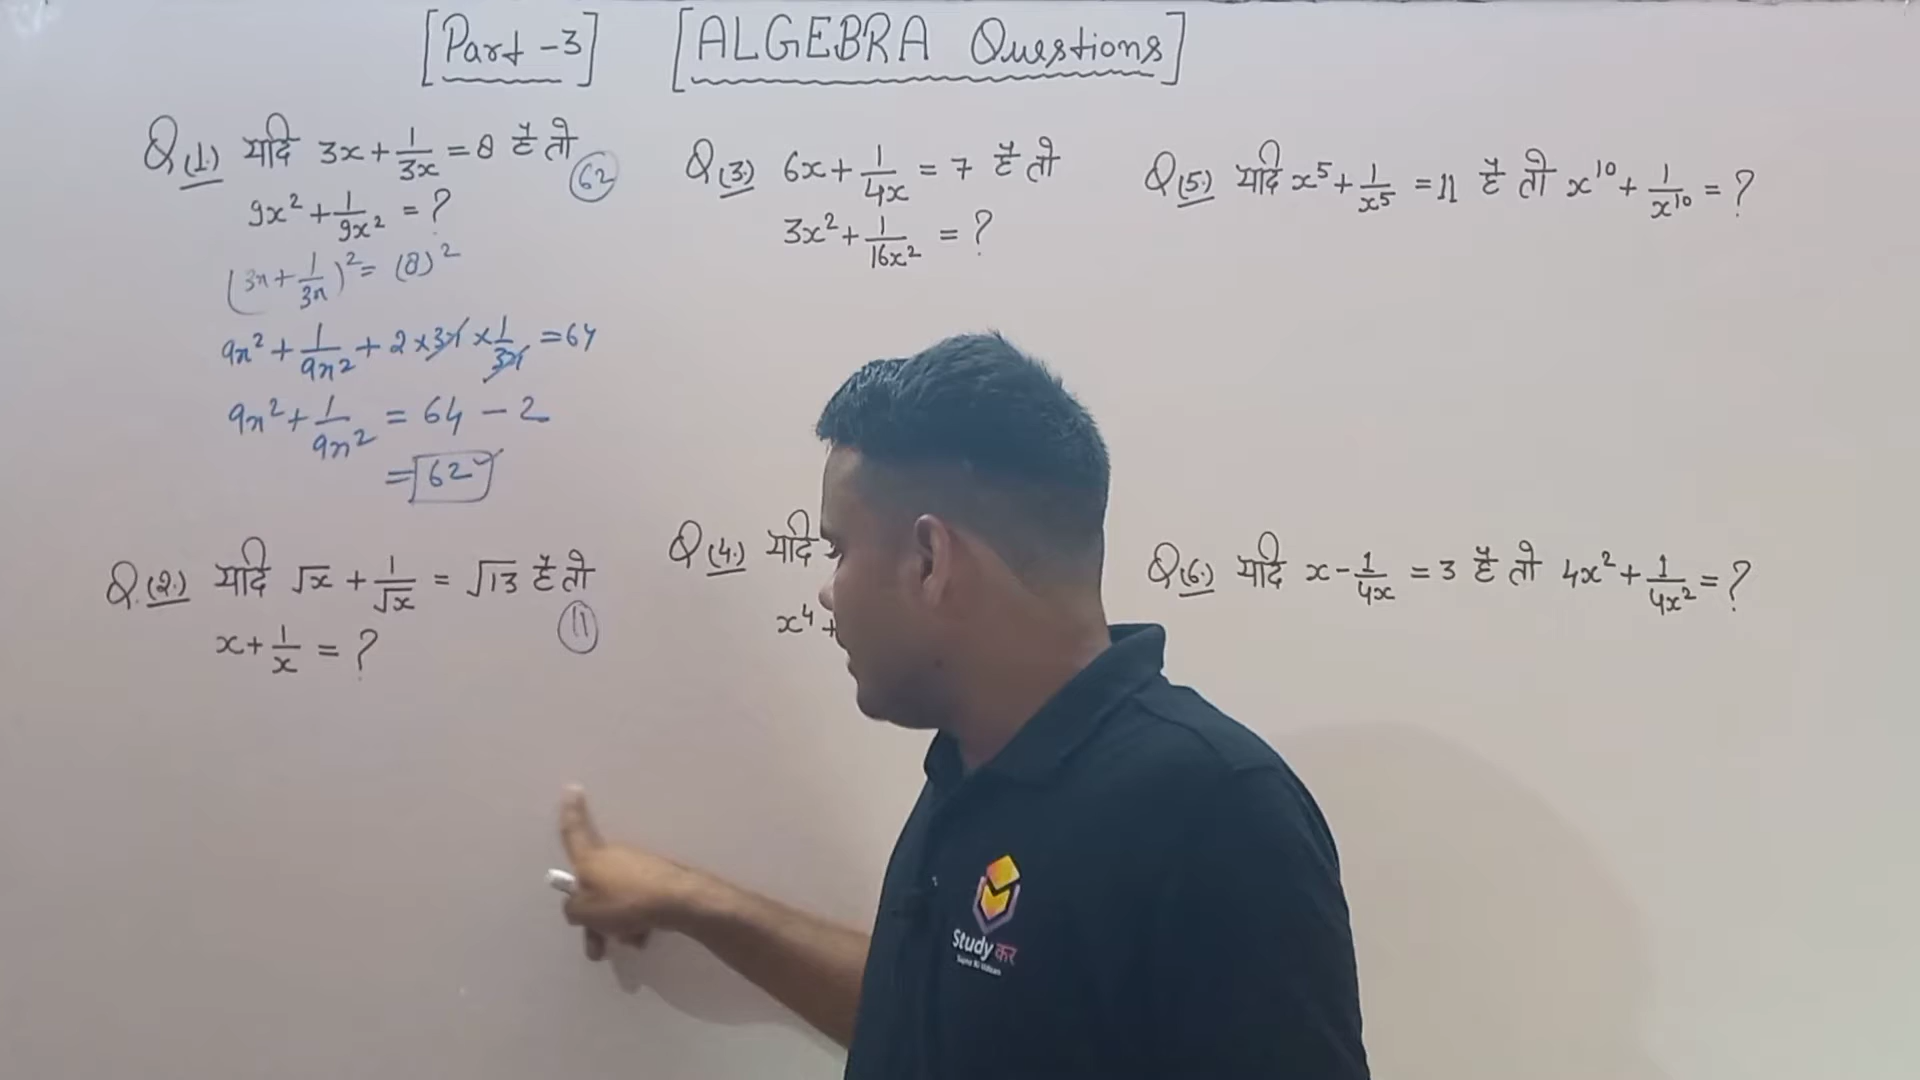 [Part-3] [ALGEBRA Questions]
Q(1.) यदि 3x + 1/3x = 8 है तो
9x² + 1/9x² = ?
62
(3x + 1/3x)² = (8)²
9x² + 1/9x² + 2 × 3x × 1/3x = 64
9x² + 1/9x² = 64 - 2
= 62
Q.(2.) यदि √x + 1/√x = √13 है तो
x + 1/x = ?
11
Q(3.) 6x + 1/4x = 7 है तो
3x² + 1/16x² = ?
Q(4.) यदि
x⁴ +
Q(5.) यदि x⁵ + 1/x⁵ = 11 है तो x¹⁰ + 1/x¹⁰ = ?
Q(6.) यदि x - 1/4x = 3 है तो 4x² + 1/4x² = ?
Study कर